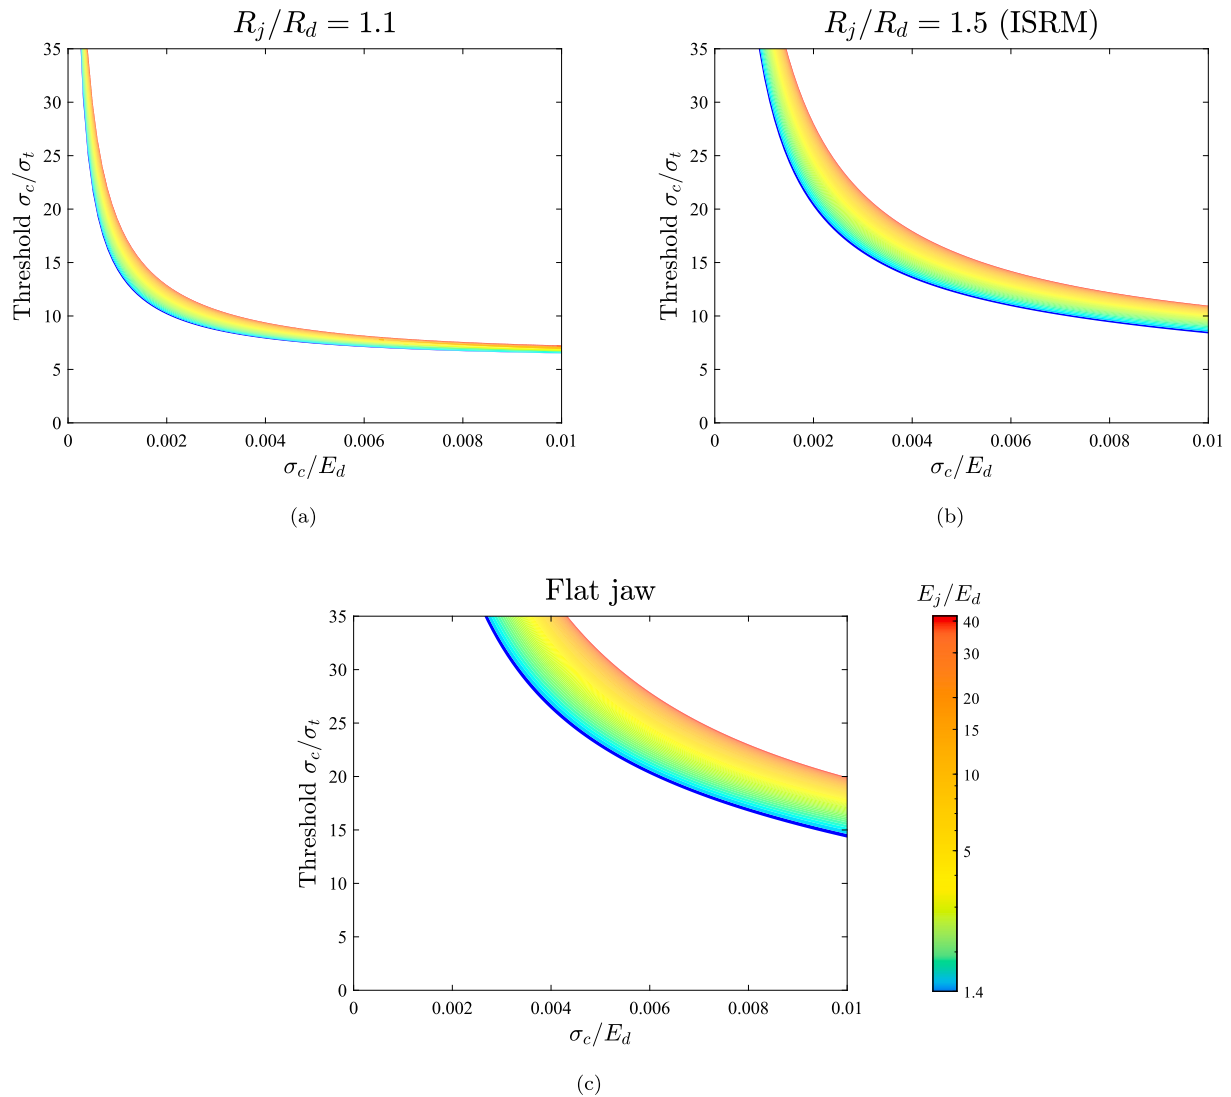 R_j/R_d = 1.1
Threshold σ_c/σ_t
35
30
25
20
15
10
5
0
0 0.002 0.004 0.006 0.008 0.01
σ_c/E_d
(a)
R_j/R_d = 1.5 (ISRM)
Threshold σ_c/σ_t
35
30
25
20
15
10
5
0
0 0.002 0.004 0.006 0.008 0.01
σ_c/E_d
(b)
Flat jaw
Threshold σ_c/σ_t
35
30
25
20
15
10
5
0
0 0.002 0.004 0.006 0.008 0.01
σ_c/E_d
(c)
E_j/E_d
40
30
20
15
10
5
1.4